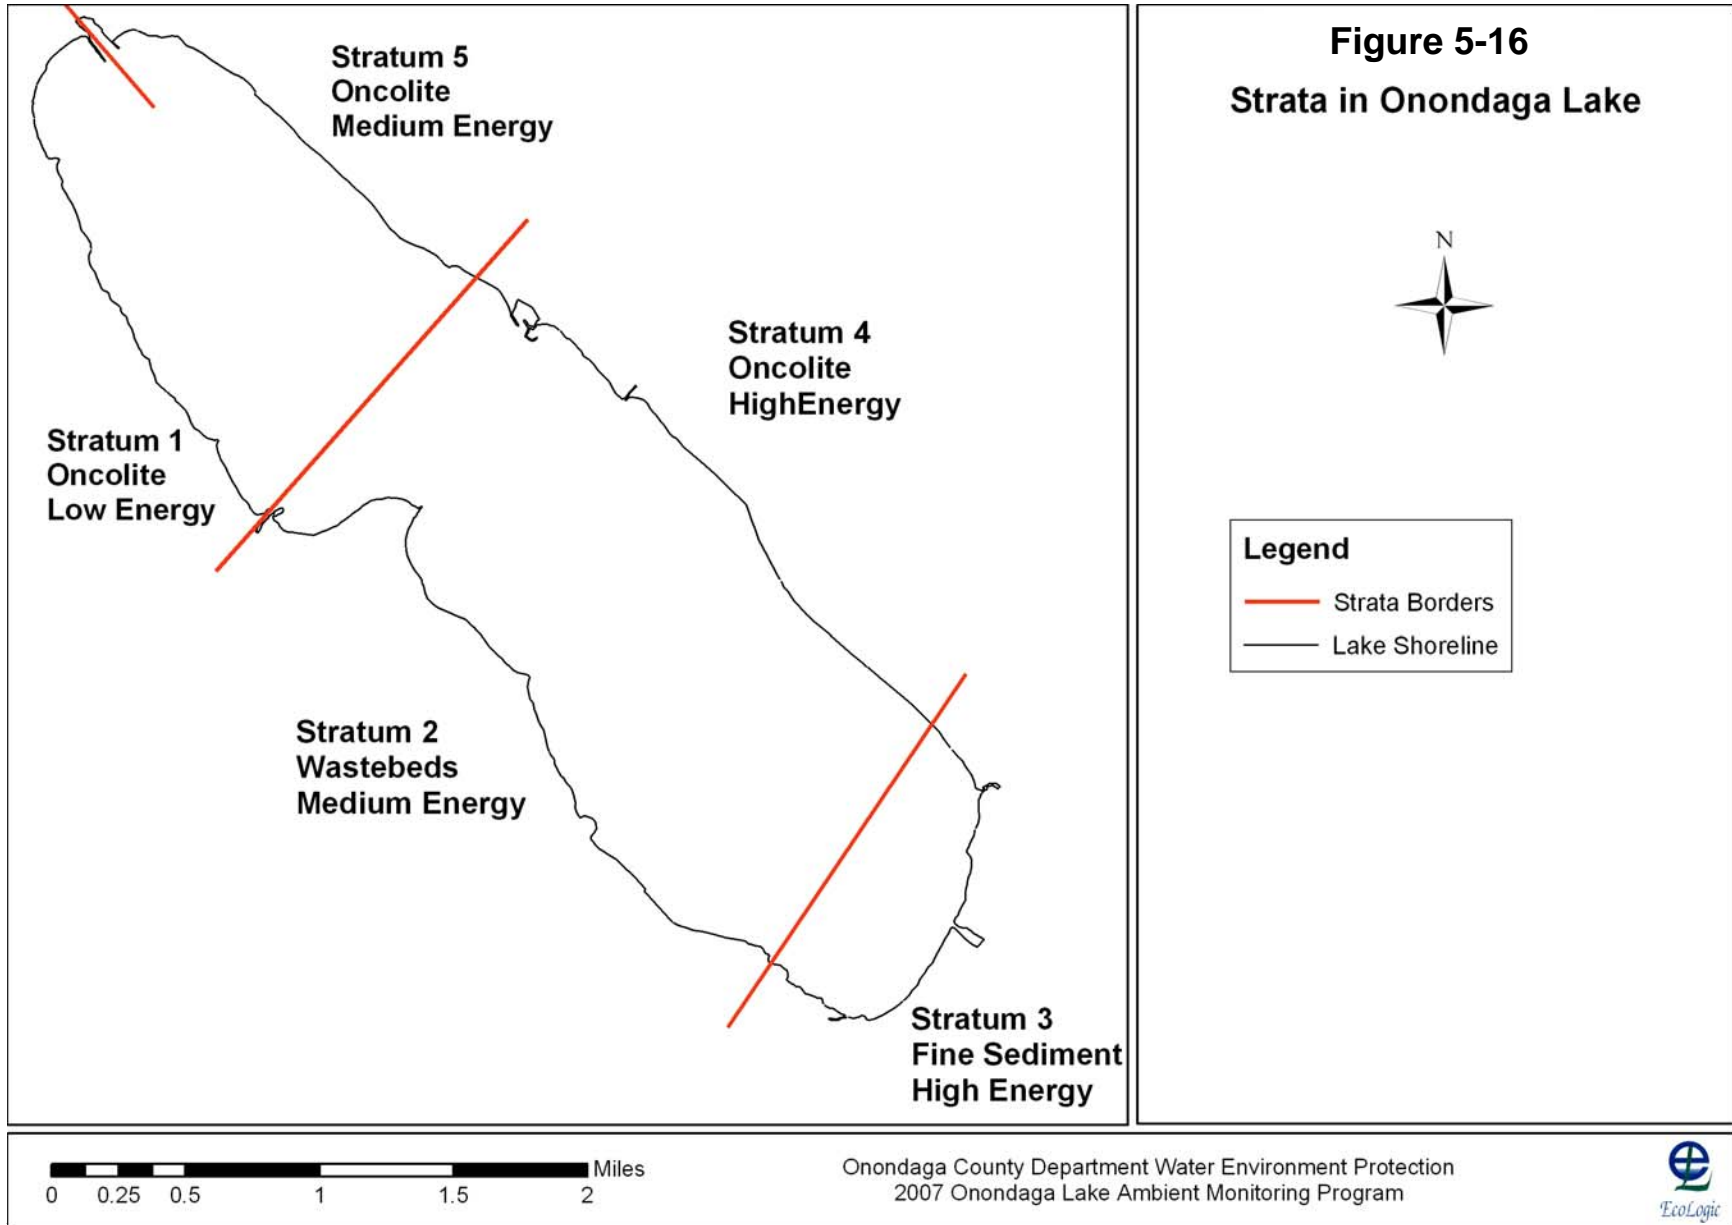 Figure 5-16
Strata in Onondaga Lake
Stratum 5
Oncolite
Medium Energy
N
Stratum 4
Oncolite
HighEnergy
Stratum 1
Oncolite
Low Energy
Legend
Strata Borders
Lake Shoreline
Stratum 2
Wastebeds
Medium Energy
Stratum 3
Fine Sediment
High Energy
Miles
0 0.25 0.5 1 1.5 2
Onondaga County Department Water Environment Protection
2007 Onondaga Lake Ambient Monitoring Program
EcoLogic